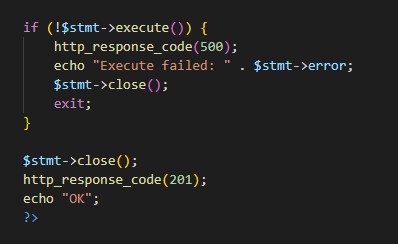 if (!$stmt->execute()) {
    http_response_code(500);
    echo "Execute failed: " . $stmt->error;
    $stmt->close();
    exit;
}

$stmt->close();
http_response_code(201);
echo "OK";
?>